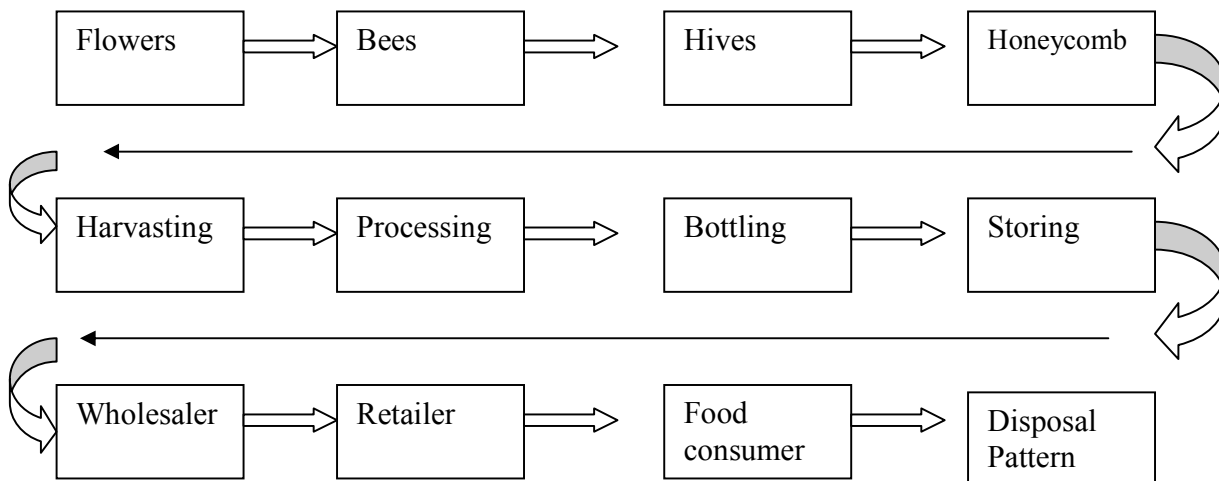 Flowers
Bees
Hives
Honeycomb
Harvasting
Processing
Bottling
Storing
Wholesaler
Retailer
Food
consumer
Disposal
Pattern